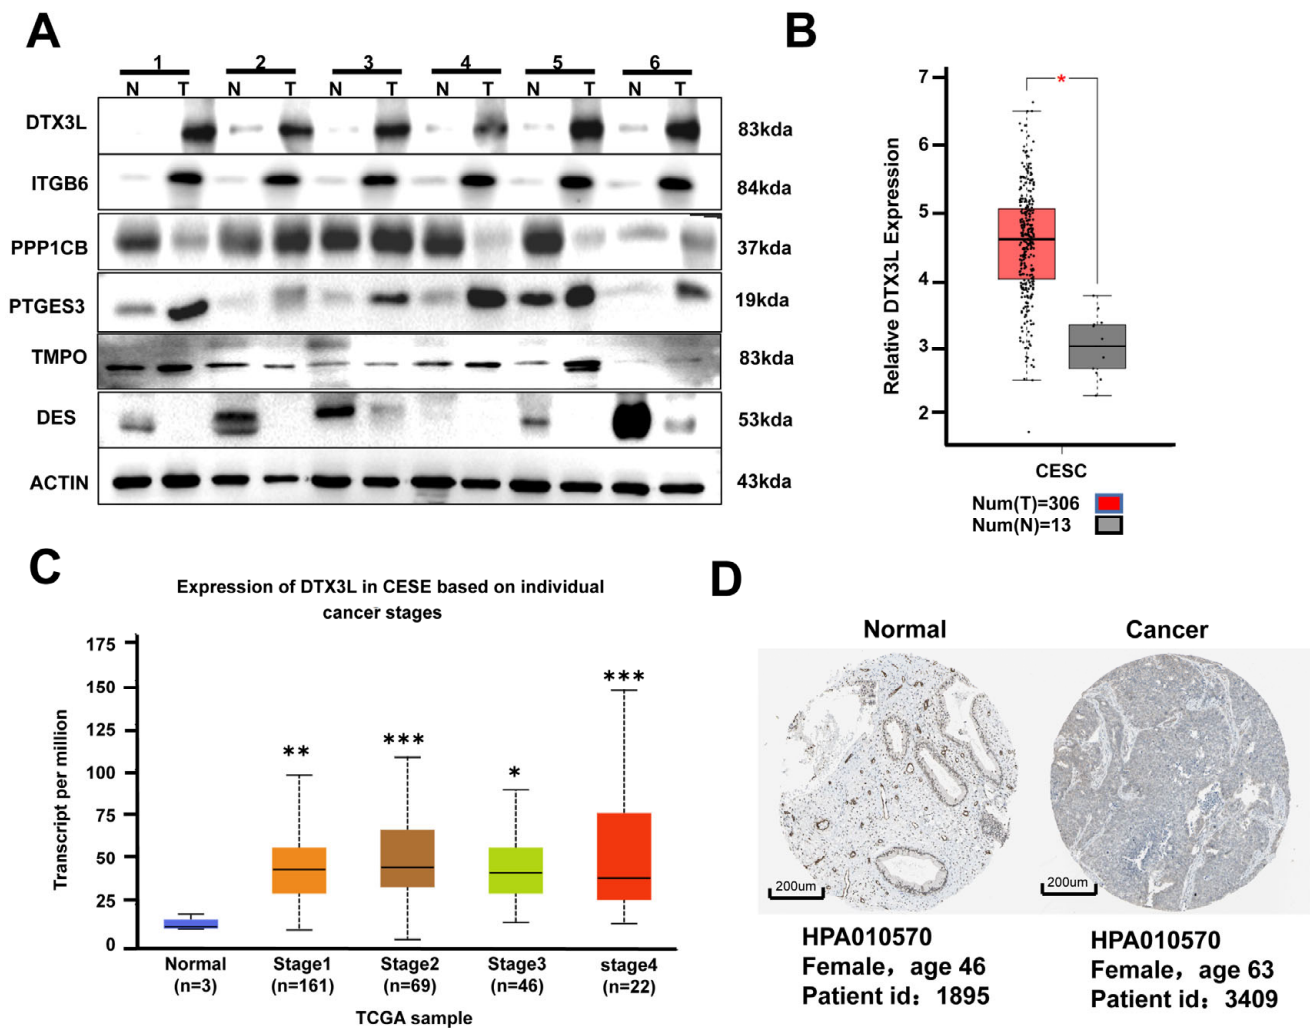 A
1 2 3 4 5 6
N T N T N T N T N T N T
DTX3L 83kda
ITGB6 84kda
PPP1CB 37kda
PTGES3 19kda
TMPO 83kda
DES 53kda
ACTIN 43kda
B
*
Relative DTX3L Expression
7
6
5
4
3
2
CESC
Num(T)=306
Num(N)=13
C
Expression of DTX3L in CESE based on individual
cancer stages
Transcript per million
175
150
125
100
75
50
25
0
** *** * ***
Normal Stage1 Stage2 Stage3 stage4
(n=3) (n=161) (n=69) (n=46) (n=22)
TCGA sample
D
Normal Cancer
200um 200um
HPA010570
Female，age 46
Patient id：1895
HPA010570
Female，age 63
Patient id：3409